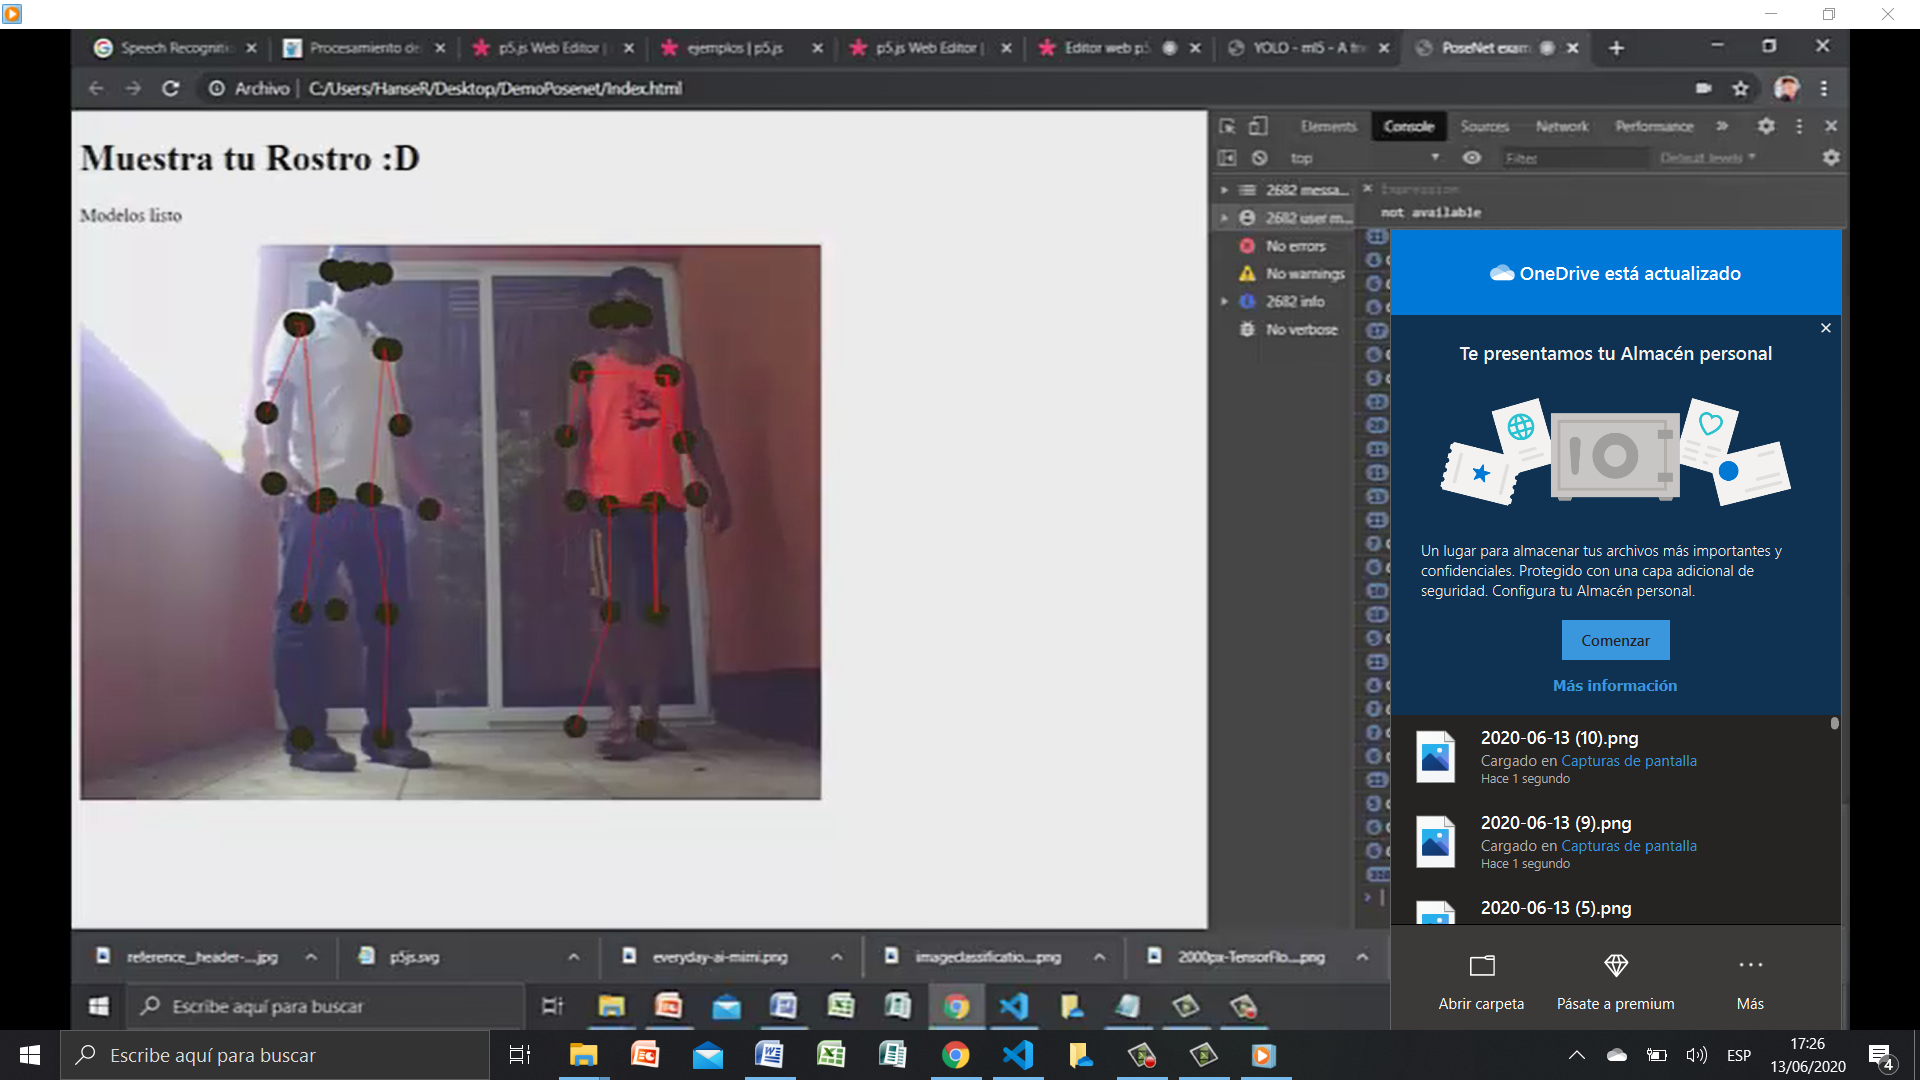 Speech Recogniti
Procesamiento de
p5.js Web Editor |
ejemplos | p5.js
p5.js Web Editor |
Editor web p5
YOLO - ml5 - A frie
PoseNet exam
Archivo | C:/Users/HanseR/Desktop/DemoPosenet/Index.html
Muestra tu Rostro :D
Modelos listo
Elements
Console
Sources
Network
Performance
top
Filter
Default levels
2682 messa...
2682 user m...
No errors
No warnings
2682 info
No verbose
Expression
not available
OneDrive está actualizado
Te presentamos tu Almacén personal
Un lugar para almacenar tus archivos más importantes y
confidenciales. Protegido con una capa adicional de
seguridad. Configura tu Almacén personal.
Comenzar
Más información
2020-06-13 (10).png
Cargado en Capturas de pantalla
Hace 1 segundo
2020-06-13 (9).png
Cargado en Capturas de pantalla
Hace 1 segundo
2020-06-13 (5).png
Abrir carpeta
Pásate a premium
Más
reference_header-....jpg
p5js.svg
everyday-ai-mimi.png
imageclassificatio....png
2000px-TensorFlo....png
Escribe aquí para buscar
Escribe aquí para buscar
ESP
17:26
13/06/2020
4